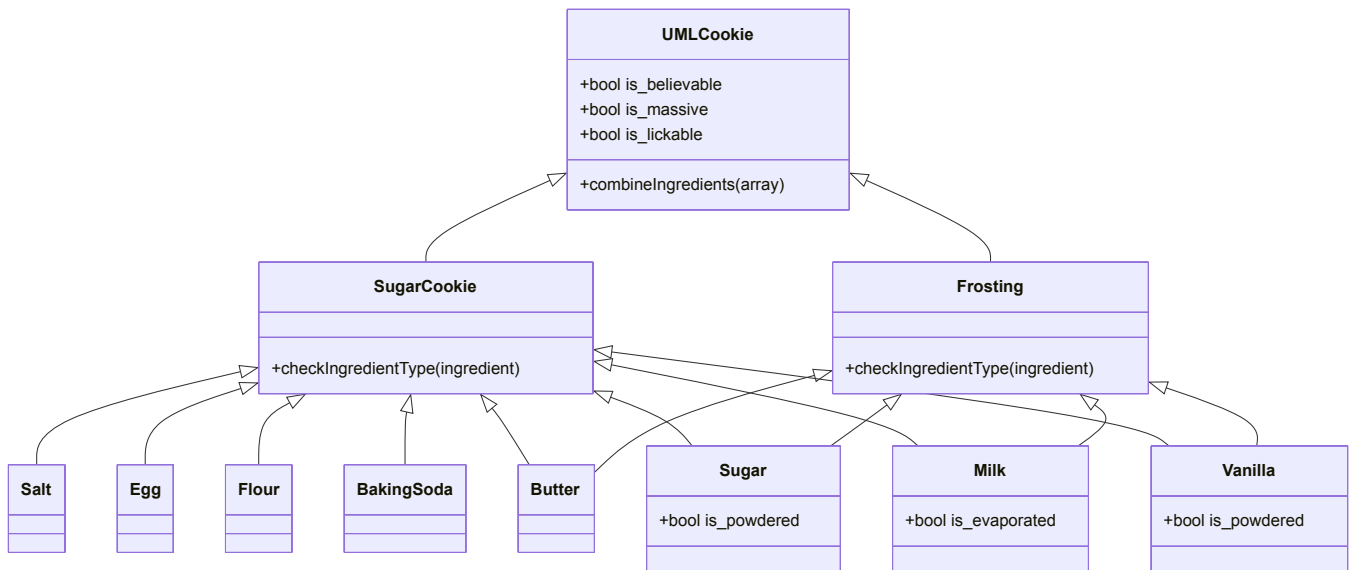 UMLCookie
+bool is_believable
+bool is_massive
+bool is_lickable
+combineIngredients(array)
SugarCookie
+checkIngredientType(ingredient)
Frosting
+checkIngredientType(ingredient)
Salt
Egg
Flour
BakingSoda
Butter
Sugar
+bool is_powdered
Milk
+bool is_evaporated
Vanilla
+bool is_powdered